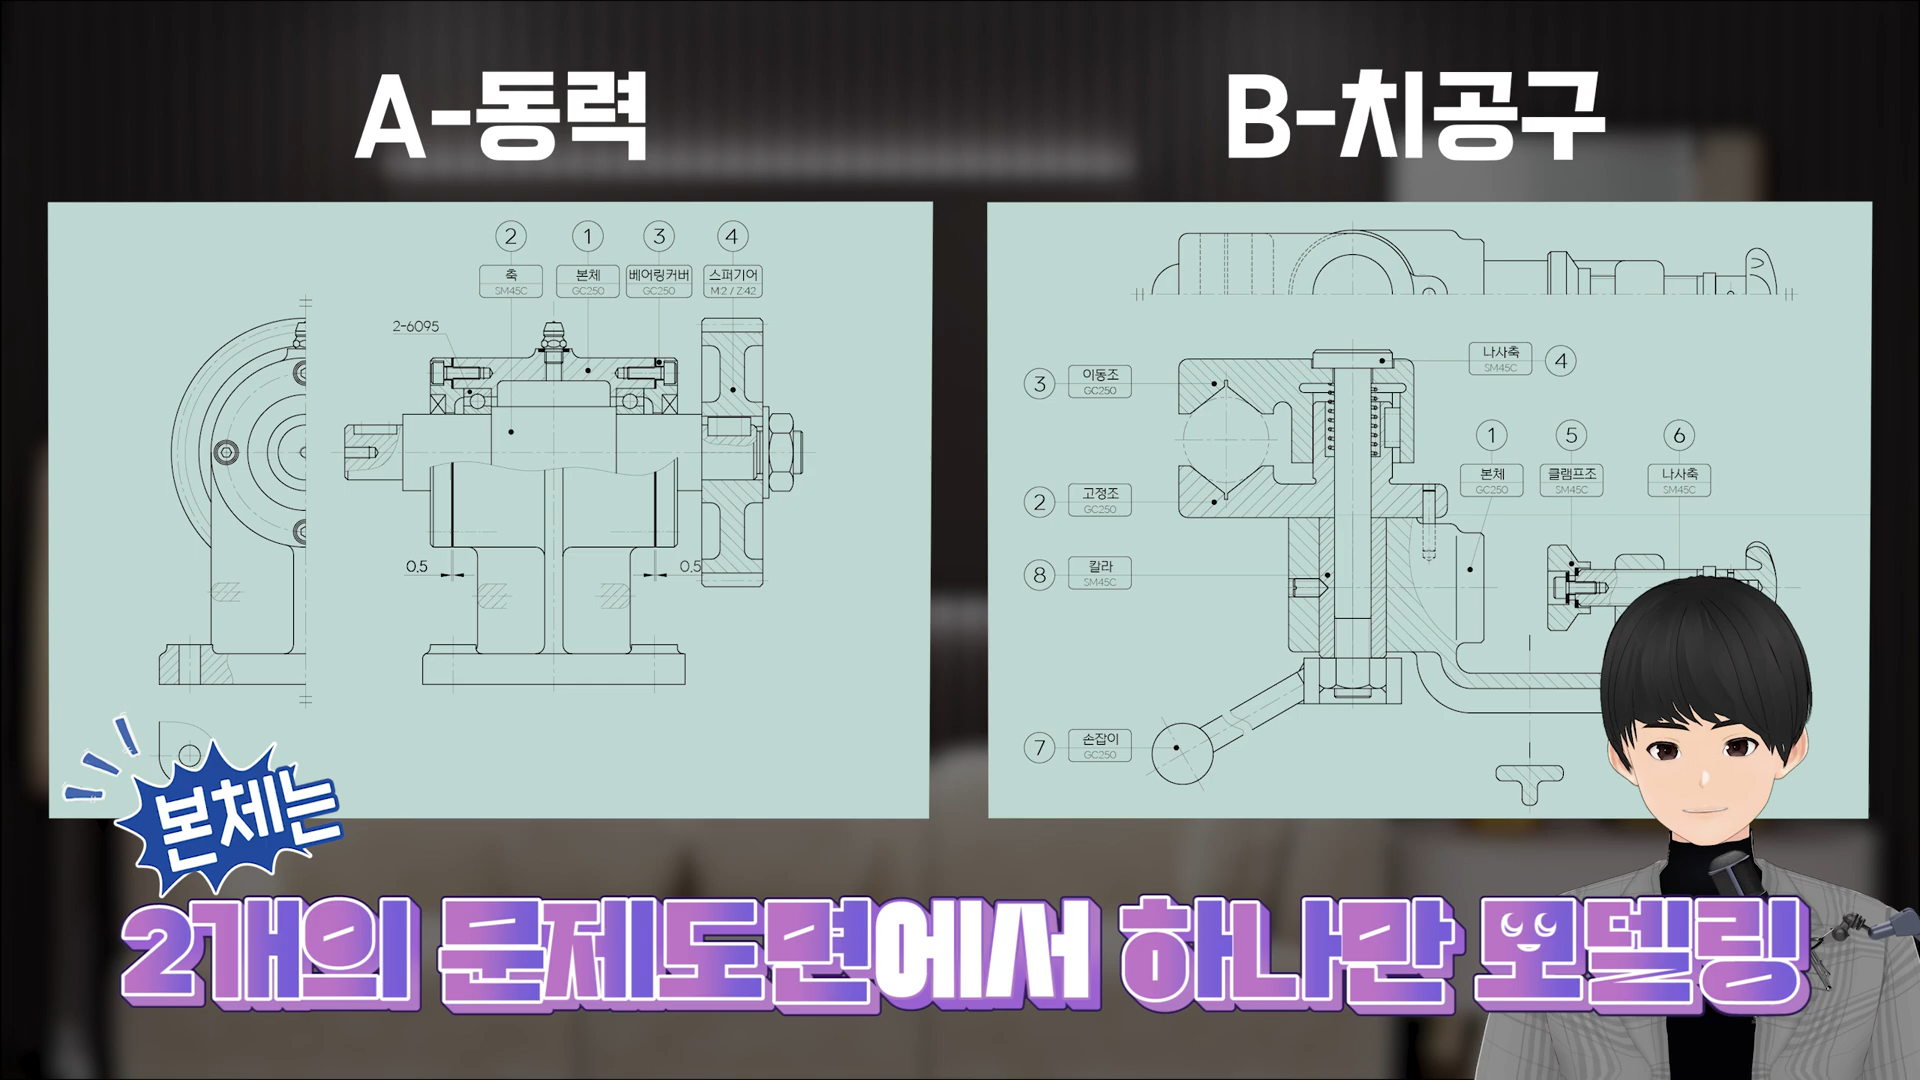 A-동력
B-치공구
2
1
3
4
축
SM45C
본체
GC250
베어링커버
GC250
스퍼기어
M:2 / Z:42
2-6095
0.5
0.5
3
이동조
GC250
나사축
SM45C
4
1
5
6
본체
GC250
클램프조
SM45C
나사축
SM45C
2
고정조
GC250
8
칼라
SM45C
7
손잡이
GC250
본체는
2개의 문제도면에서 하나만 모델링